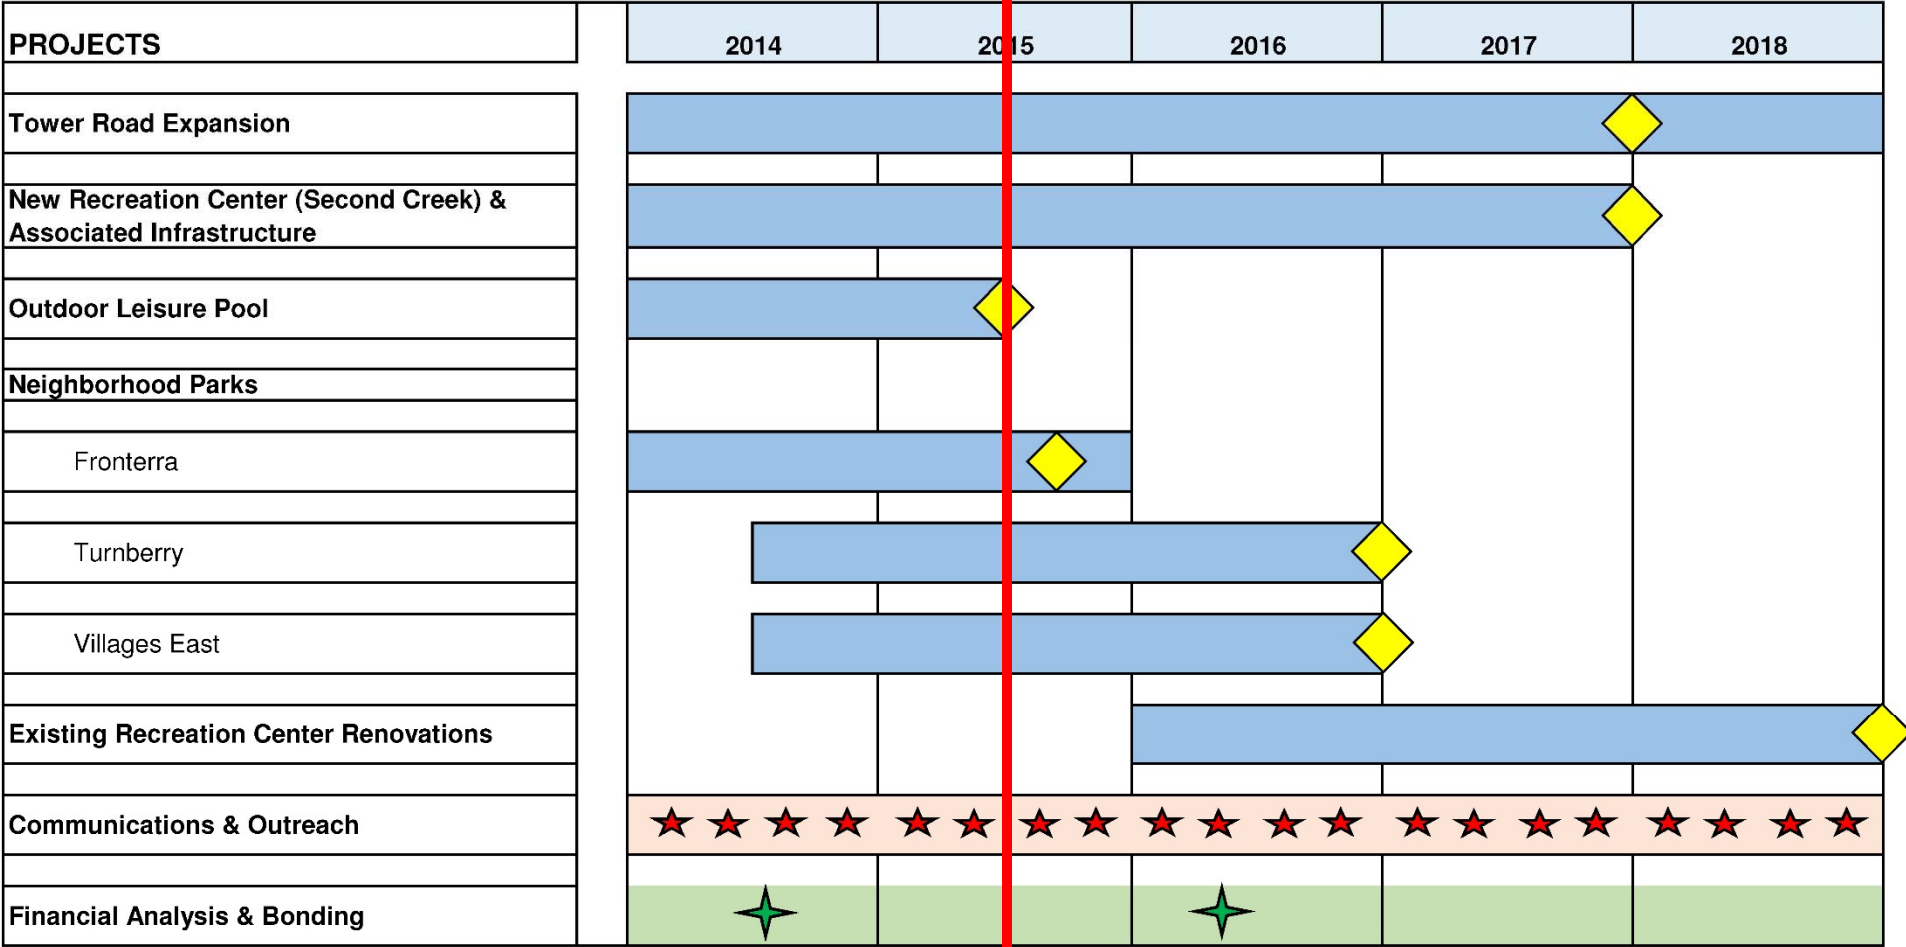 PROJECTS 2014 2015 2016 2017 2018
Tower Road Expansion
New Recreation Center (Second Creek) &
Associated Infrastructure
Outdoor Leisure Pool
Neighborhood Parks
Fronterra
Turnberry
Villages East
Existing Recreation Center Renovations
Communications & Outreach
Financial Analysis & Bonding